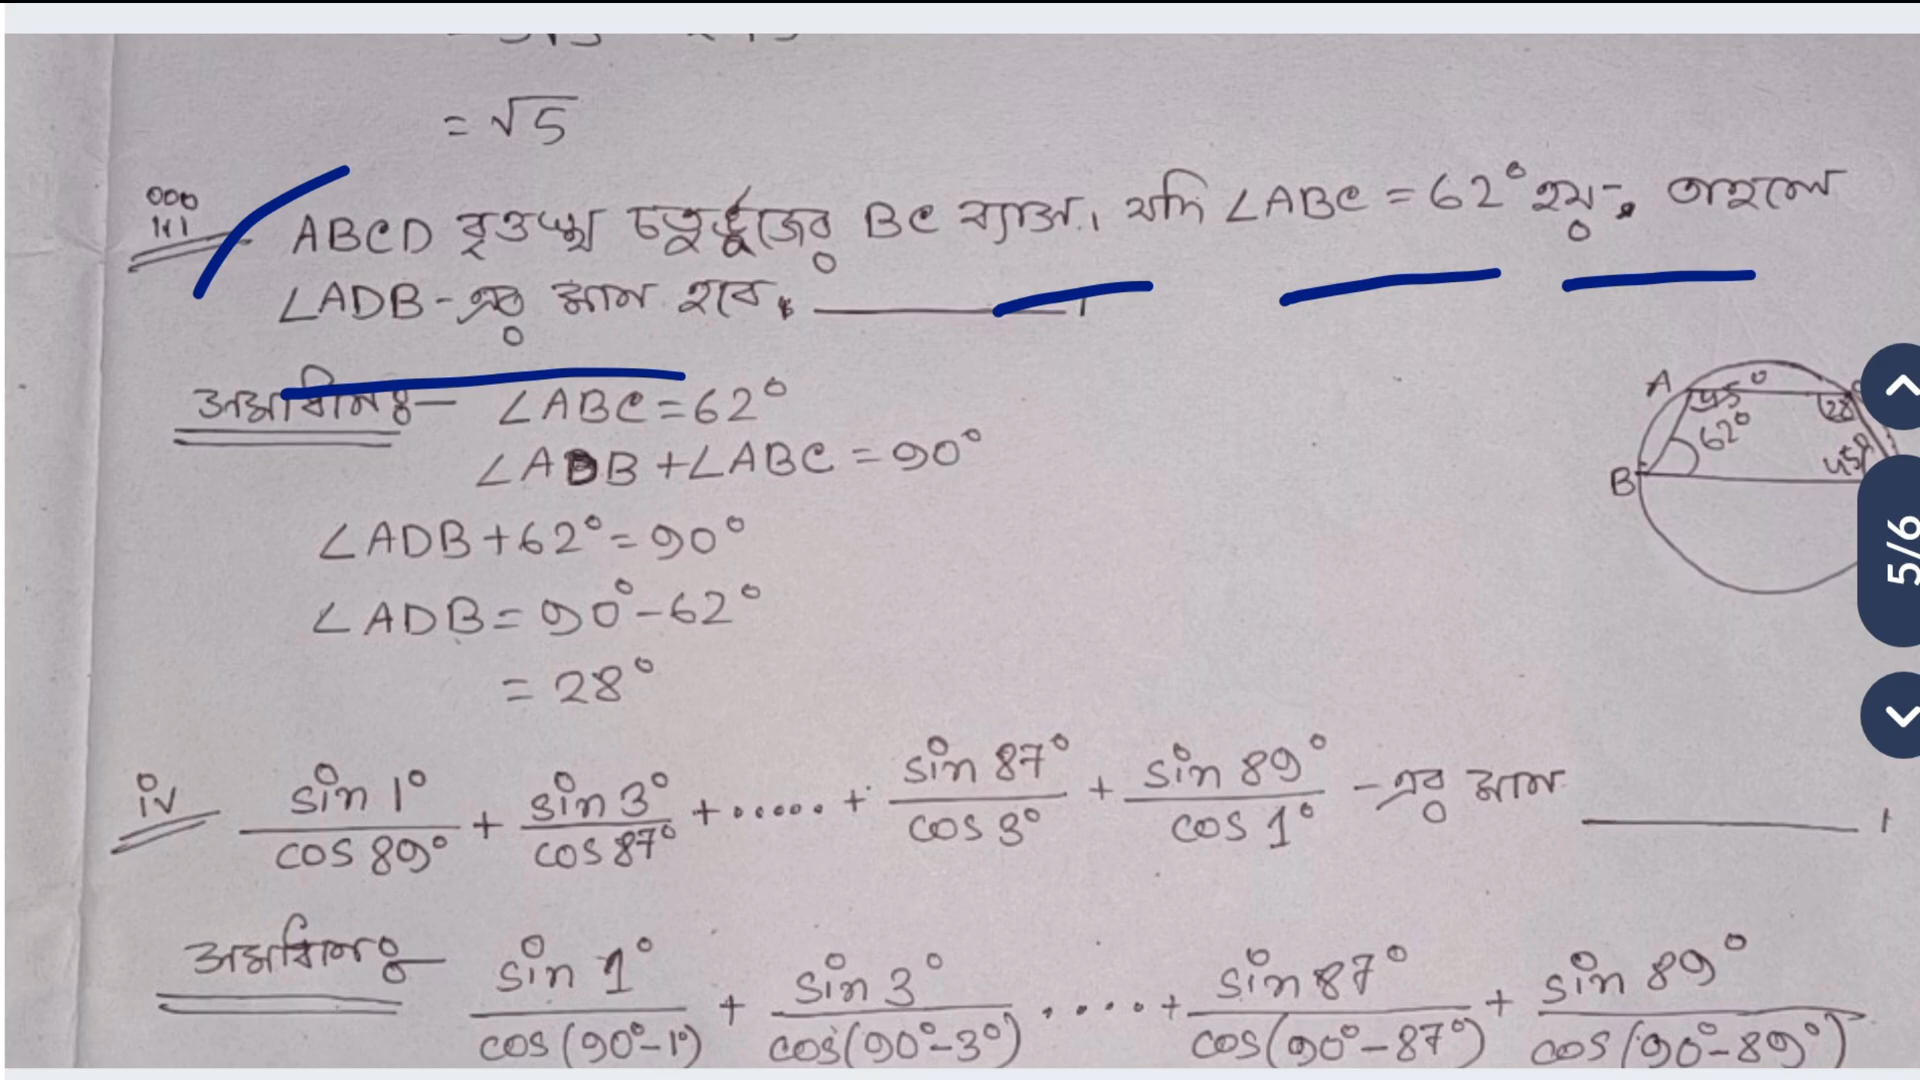 = √5
iii ABCD বৃত্তস্থ চতুর্ভুজের BC ব্যাস। যদি ∠ABC = 62° হয়, তাহলে
∠ADB-এর মান হবে ________।
সমাধানঃ— ∠ABC=62°
∠ADB+∠ABC = 90°
∠ADB+62°=90°
∠ADB=90°-62°
= 28°
A
28
62°
45°
B
5/6
iv sin 1°/cos 89° + sin 3°/cos 87° +.....+ sin 87°/cos 3° + sin 89°/cos 1° -এর মান ________।
সমাধানঃ— sin 1°/cos(90°-1°) + sin 3°/cos(90°-3°) .....+ sin 87°/cos(90°-87°) + sin 89°/cos(90°-89°)